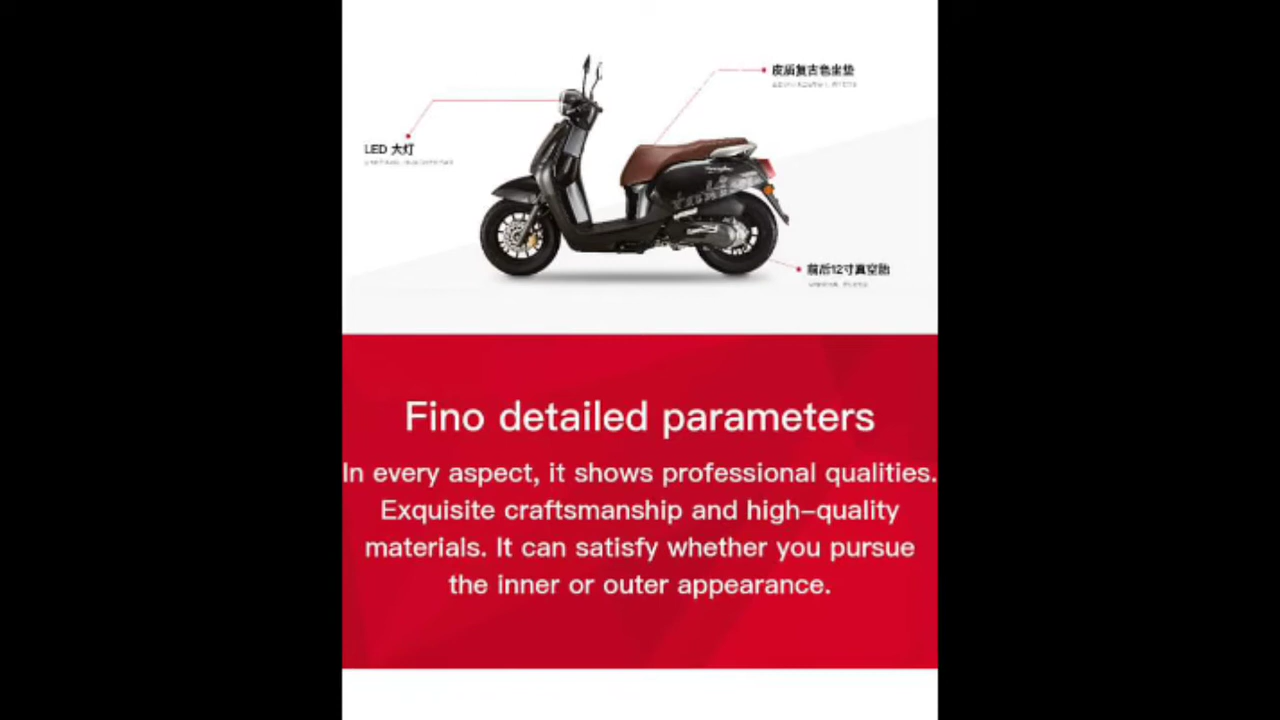 皮质复古色坐垫
LED 大灯
前后12寸真空胎
Fino detailed parameters
In every aspect, it shows professional qualities.
Exquisite craftsmanship and high-quality
materials. It can satisfy whether you pursue
the inner or outer appearance.